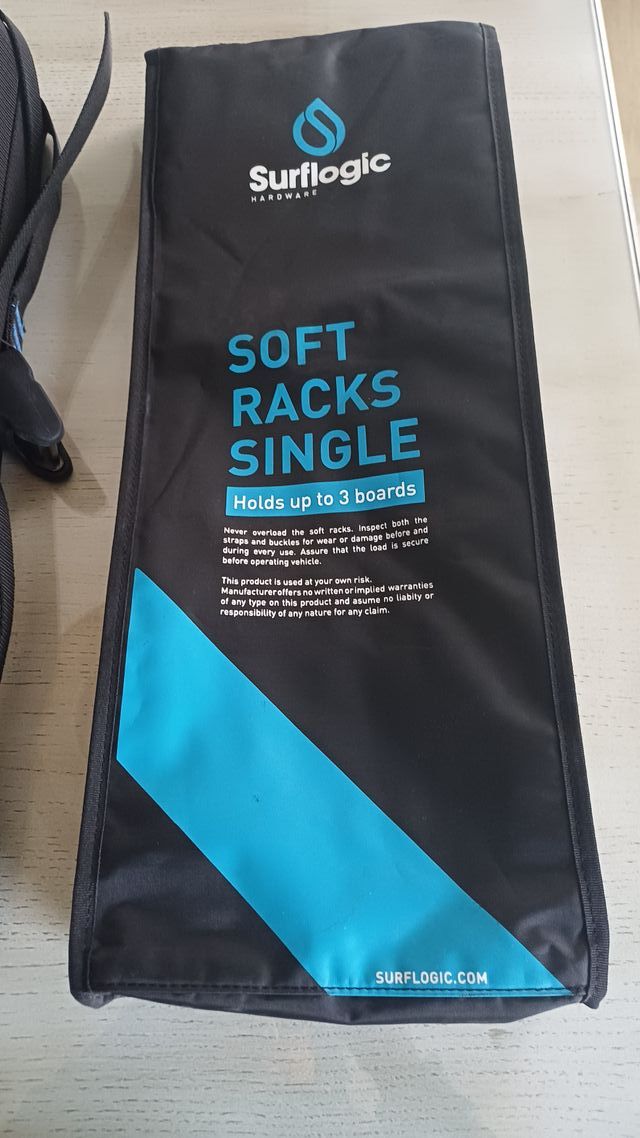 Surflogic
HARDWARE
SOFT
RACKS
SINGLE
Holds up to 3 boards
Never overload the soft racks. Inspect both the
straps and buckles for wear or damage before and
during every use. Assure that the load is secure
before operating vehicle.
This product is used at your own risk.
Manufacturer offers no written or implied warranties
of any type on this product and asume no liabity or
responsibility of any nature for any claim.
SURFLOGIC.COM